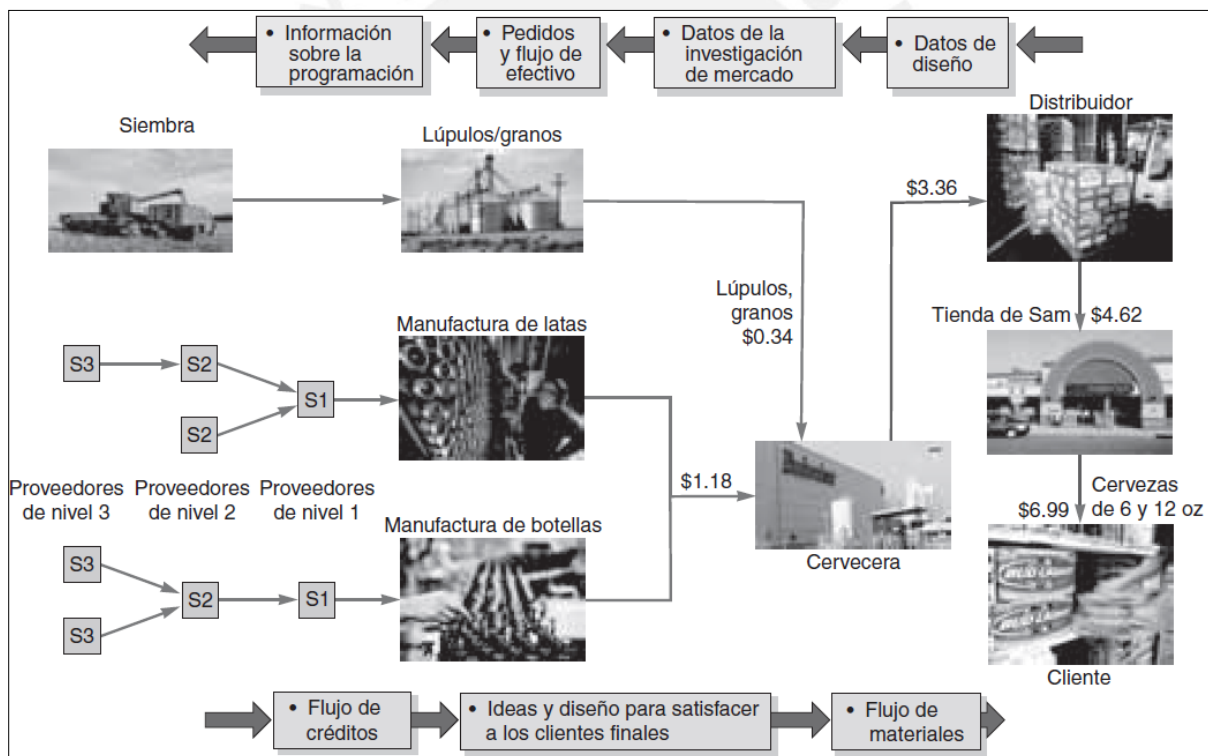 • Información
sobre la
programación
• Pedidos
y flujo de
efectivo
• Datos de la
investigación
de mercado
• Datos de
diseño
Siembra
Lúpulos/granos
Distribuidor
$3.36
Lúpulos,
granos
$0.34
Tienda de Sam
$4.62
Manufactura de latas
S3
S2
S1
S2
Proveedores
de nivel 3
Proveedores
de nivel 2
Proveedores
de nivel 1
$1.18
Cervezas
de 6 y 12 oz
$6.99
Manufactura de botellas
Cervecera
S3
S2
S1
S3
Cliente
• Flujo de
créditos
• Ideas y diseño para satisfacer
a los clientes finales
• Flujo de
materiales